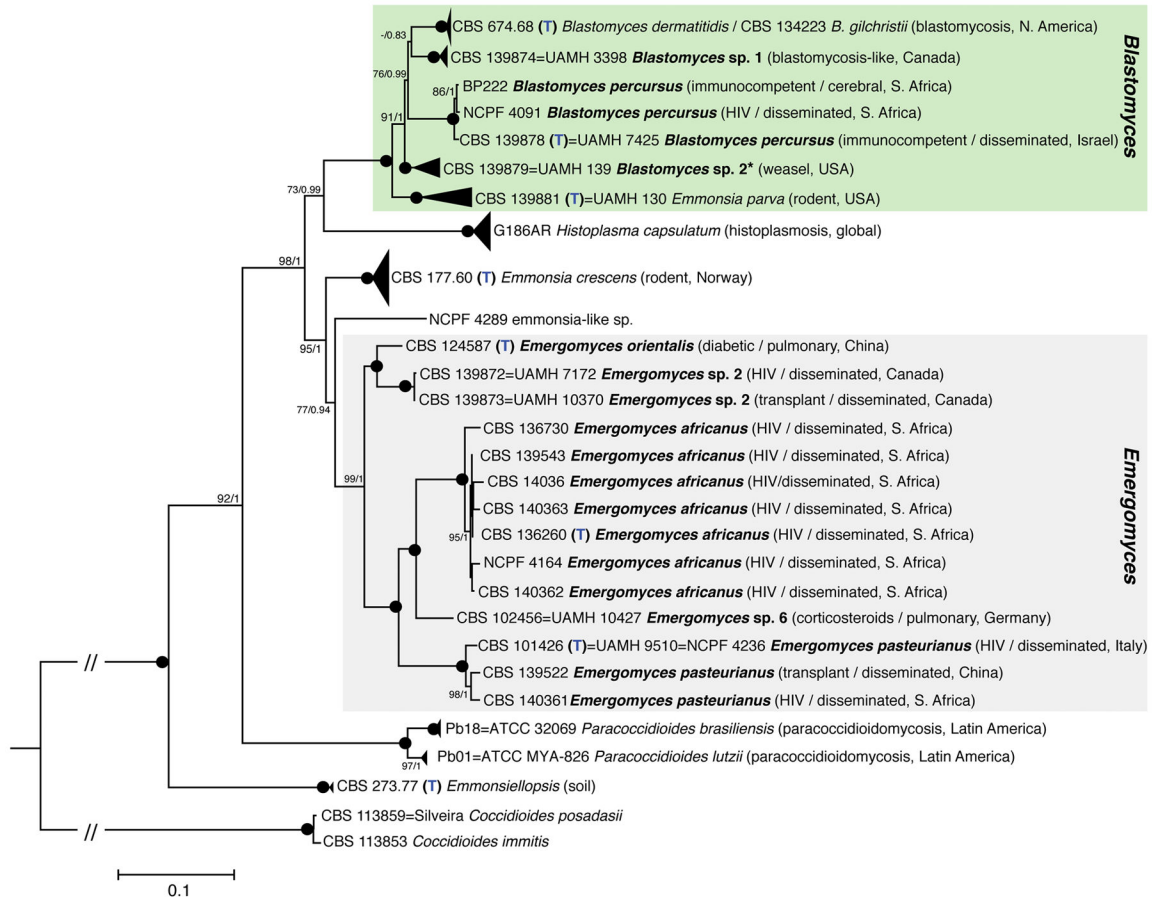 CBS 674.68 (T) Blastomyces dermatitidis / CBS 134223 B. gilchristii (blastomycosis, N. America)
-/0.83
CBS 139874=UAMH 3398 Blastomyces sp. 1 (blastomycosis-like, Canada)
76/0.99
BP222 Blastomyces percursus (immunocompetent / cerebral, S. Africa)
86/1
NCPF 4091 Blastomyces percursus (HIV / disseminated, S. Africa)
91/1
CBS 139878 (T)=UAMH 7425 Blastomyces percursus (immunocompetent / disseminated, Israel)
CBS 139879=UAMH 139 Blastomyces sp. 2* (weasel, USA)
CBS 139881 (T)=UAMH 130 Emmonsia parva (rodent, USA)
Blastomyces
73/0.99
G186AR Histoplasma capsulatum (histoplasmosis, global)
98/1
CBS 177.60 (T) Emmonsia crescens (rodent, Norway)
NCPF 4289 emmonsia-like sp.
95/1
CBS 124587 (T) Emergomyces orientalis (diabetic / pulmonary, China)
CBS 139872=UAMH 7172 Emergomyces sp. 2 (HIV / disseminated, Canada)
CBS 139873=UAMH 10370 Emergomyces sp. 2 (transplant / disseminated, Canada)
77/0.94
CBS 136730 Emergomyces africanus (HIV / disseminated, S. Africa)
CBS 139543 Emergomyces africanus (HIV / disseminated, S. Africa)
99/1
CBS 14036 Emergomyces africanus (HIV/disseminated, S. Africa)
92/1
CBS 140363 Emergomyces africanus (HIV / disseminated, S. Africa)
CBS 136260 (T) Emergomyces africanus (HIV / disseminated, S. Africa)
95/1
NCPF 4164 Emergomyces africanus (HIV / disseminated, S. Africa)
CBS 140362 Emergomyces africanus (HIV / disseminated, S. Africa)
CBS 102456=UAMH 10427 Emergomyces sp. 6 (corticosteroids / pulmonary, Germany)
CBS 101426 (T)=UAMH 9510=NCPF 4236 Emergomyces pasteurianus (HIV / disseminated, Italy)
CBS 139522 Emergomyces pasteurianus (transplant / disseminated, China)
98/1
CBS 140361 Emergomyces pasteurianus (HIV / disseminated, S. Africa)
Emergomyces
//
Pb18=ATCC 32069 Paracoccidioides brasiliensis (paracoccidioidomycosis, Latin America)
Pb01=ATCC MYA-826 Paracoccidioides lutzii (paracoccidioidomycosis, Latin America)
97/1
CBS 273.77 (T) Emmonsiellopsis (soil)
CBS 113859=Silveira Coccidioides posadasii
//
CBS 113853 Coccidioides immitis
0.1